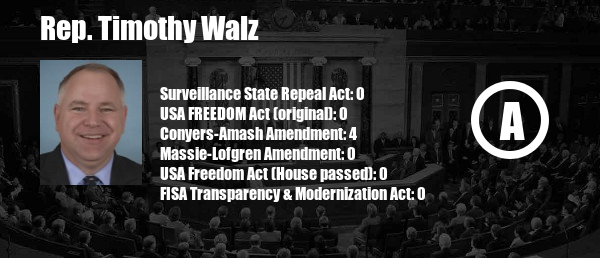 Rep. Timothy Walz
Surveillance State Repeal Act: 0
USA FREEDOM Act (original): 0
Conyers-Amash Amendment: 4
Massie-Lofgren Amendment: 0
USA Freedom Act (House passed): 0
FISA Transparency & Modernization Act: 0
A